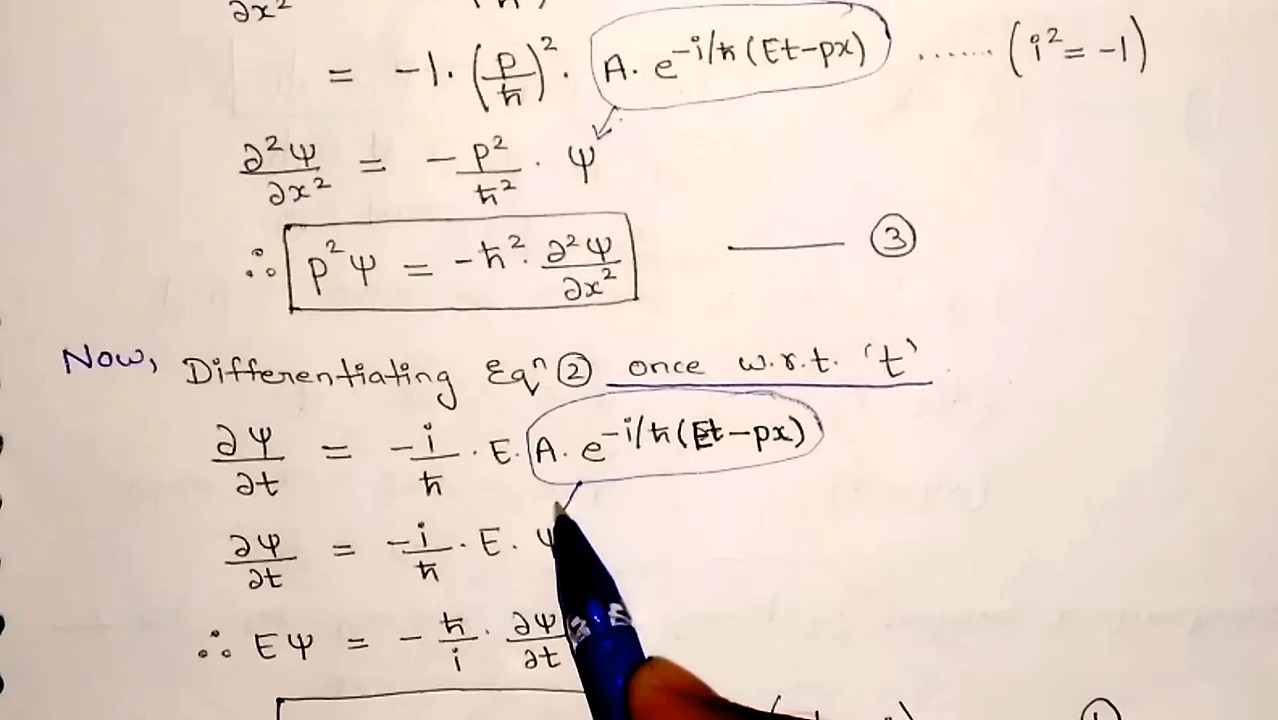 ∂x²
= -1 · (p/ħ)² · A. e^(-i/ħ (Et-px)) ...... (i² = -1)
∂²Ψ/∂x² = - p²/ħ² · Ψ
∴ p²Ψ = -ħ² · ∂²Ψ/∂x² ——— ③
Now, Differentiating Eqⁿ ② once w.r.t. 't'
∂Ψ/∂t = -i/ħ · E. A. e^(-i/ħ (Et-px))
∂Ψ/∂t = -i/ħ · E. Ψ
∴ EΨ = - ħ/i · ∂Ψ/∂t